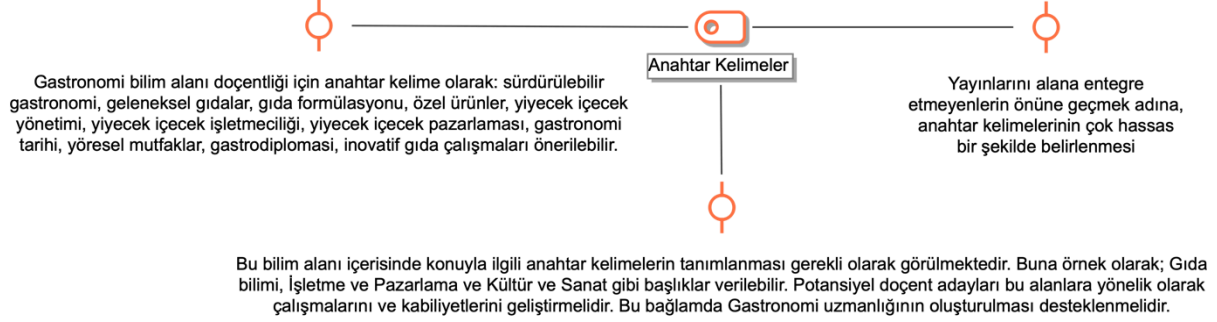 Anahtar Kelimeler
Gastronomi bilim alanı doçentliği için anahtar kelime olarak: sürdürülebilir
gastronomi, geleneksel gıdalar, gıda formülasyonu, özel ürünler, yiyecek içecek
yönetimi, yiyecek içecek işletmeciliği, yiyecek içecek pazarlaması, gastronomi
tarihi, yöresel mutfaklar, gastrodiplomasi, inovatif gıda çalışmaları önerilebilir.
Yayınlarını alana entegre
etmeyenlerin önüne geçmek adına,
anahtar kelimelerinin çok hassas
bir şekilde belirlenmesi
Bu bilim alanı içerisinde konuyla ilgili anahtar kelimelerin tanımlanması gerekli olarak görülmektedir. Buna örnek olarak; Gıda
bilimi, İşletme ve Pazarlama ve Kültür ve Sanat gibi başlıklar verilebilir. Potansiyel doçent adayları bu alanlara yönelik olarak
çalışmalarını ve kabiliyetlerini geliştirmelidir. Bu bağlamda Gastronomi uzmanlığının oluşturulması desteklenmelidir.